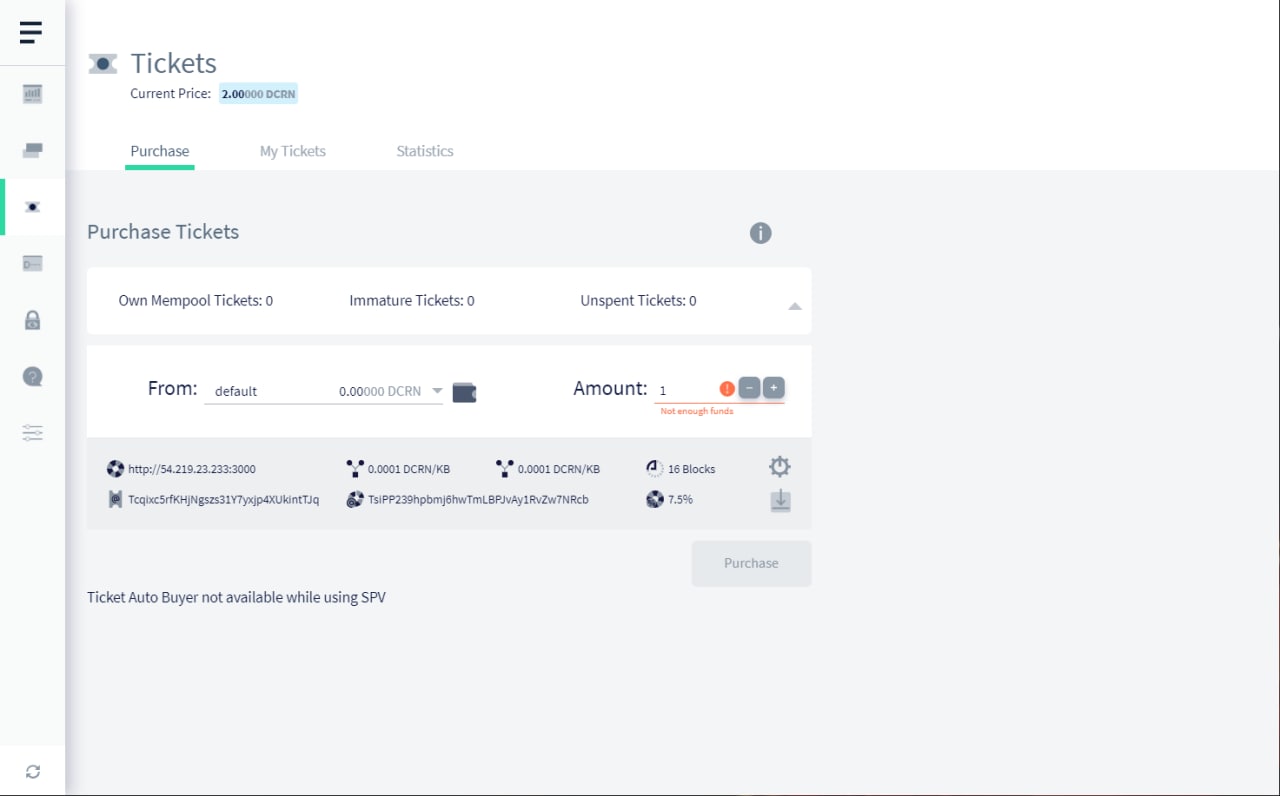 Tickets
Current Price: 2.00000 DCRN
Purchase My Tickets Statistics
Purchase Tickets
Own Mempool Tickets: 0 Immature Tickets: 0 Unspent Tickets: 0
From: default 0.00000 DCRN Amount: 1
Not enough funds
http://54.219.23.233:3000 0.0001 DCRN/KB 0.0001 DCRN/KB 16 Blocks
Tcqixc5rfKHjNgszs31Y7yxjp4XUkintTJq TsiPP239hpbmj6hwTmLBPJvAy1RvZw7NRcb 7.5%
Purchase
Ticket Auto Buyer not available while using SPV